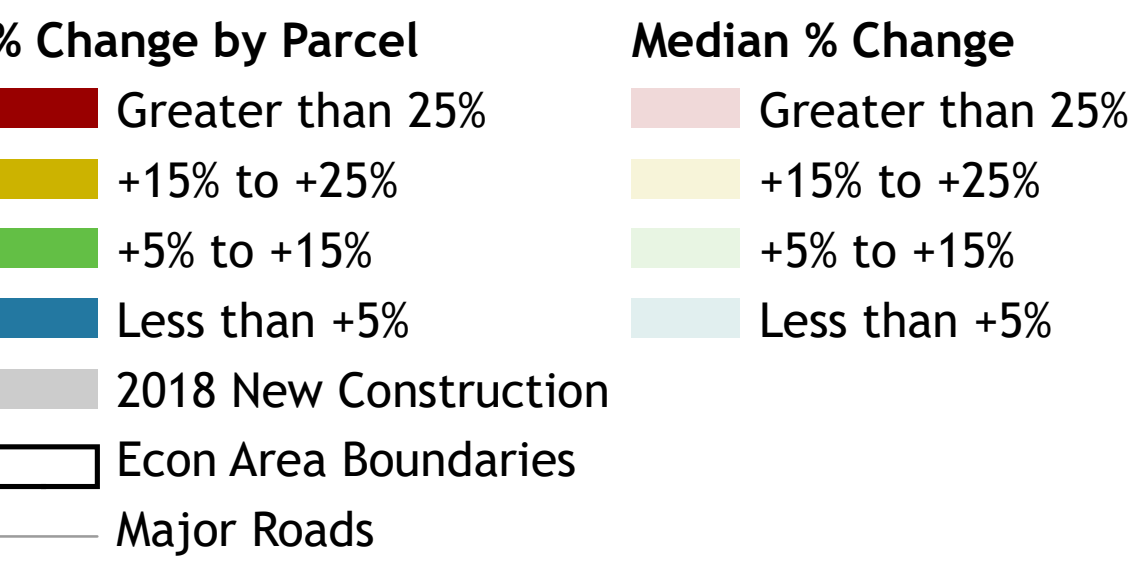 % Change by Parcel
Greater than 25%
+15% to +25%
+5% to +15%
Less than +5%
2018 New Construction
Econ Area Boundaries
Major Roads
Median % Change
Greater than 25%
+15% to +25%
+5% to +15%
Less than +5%